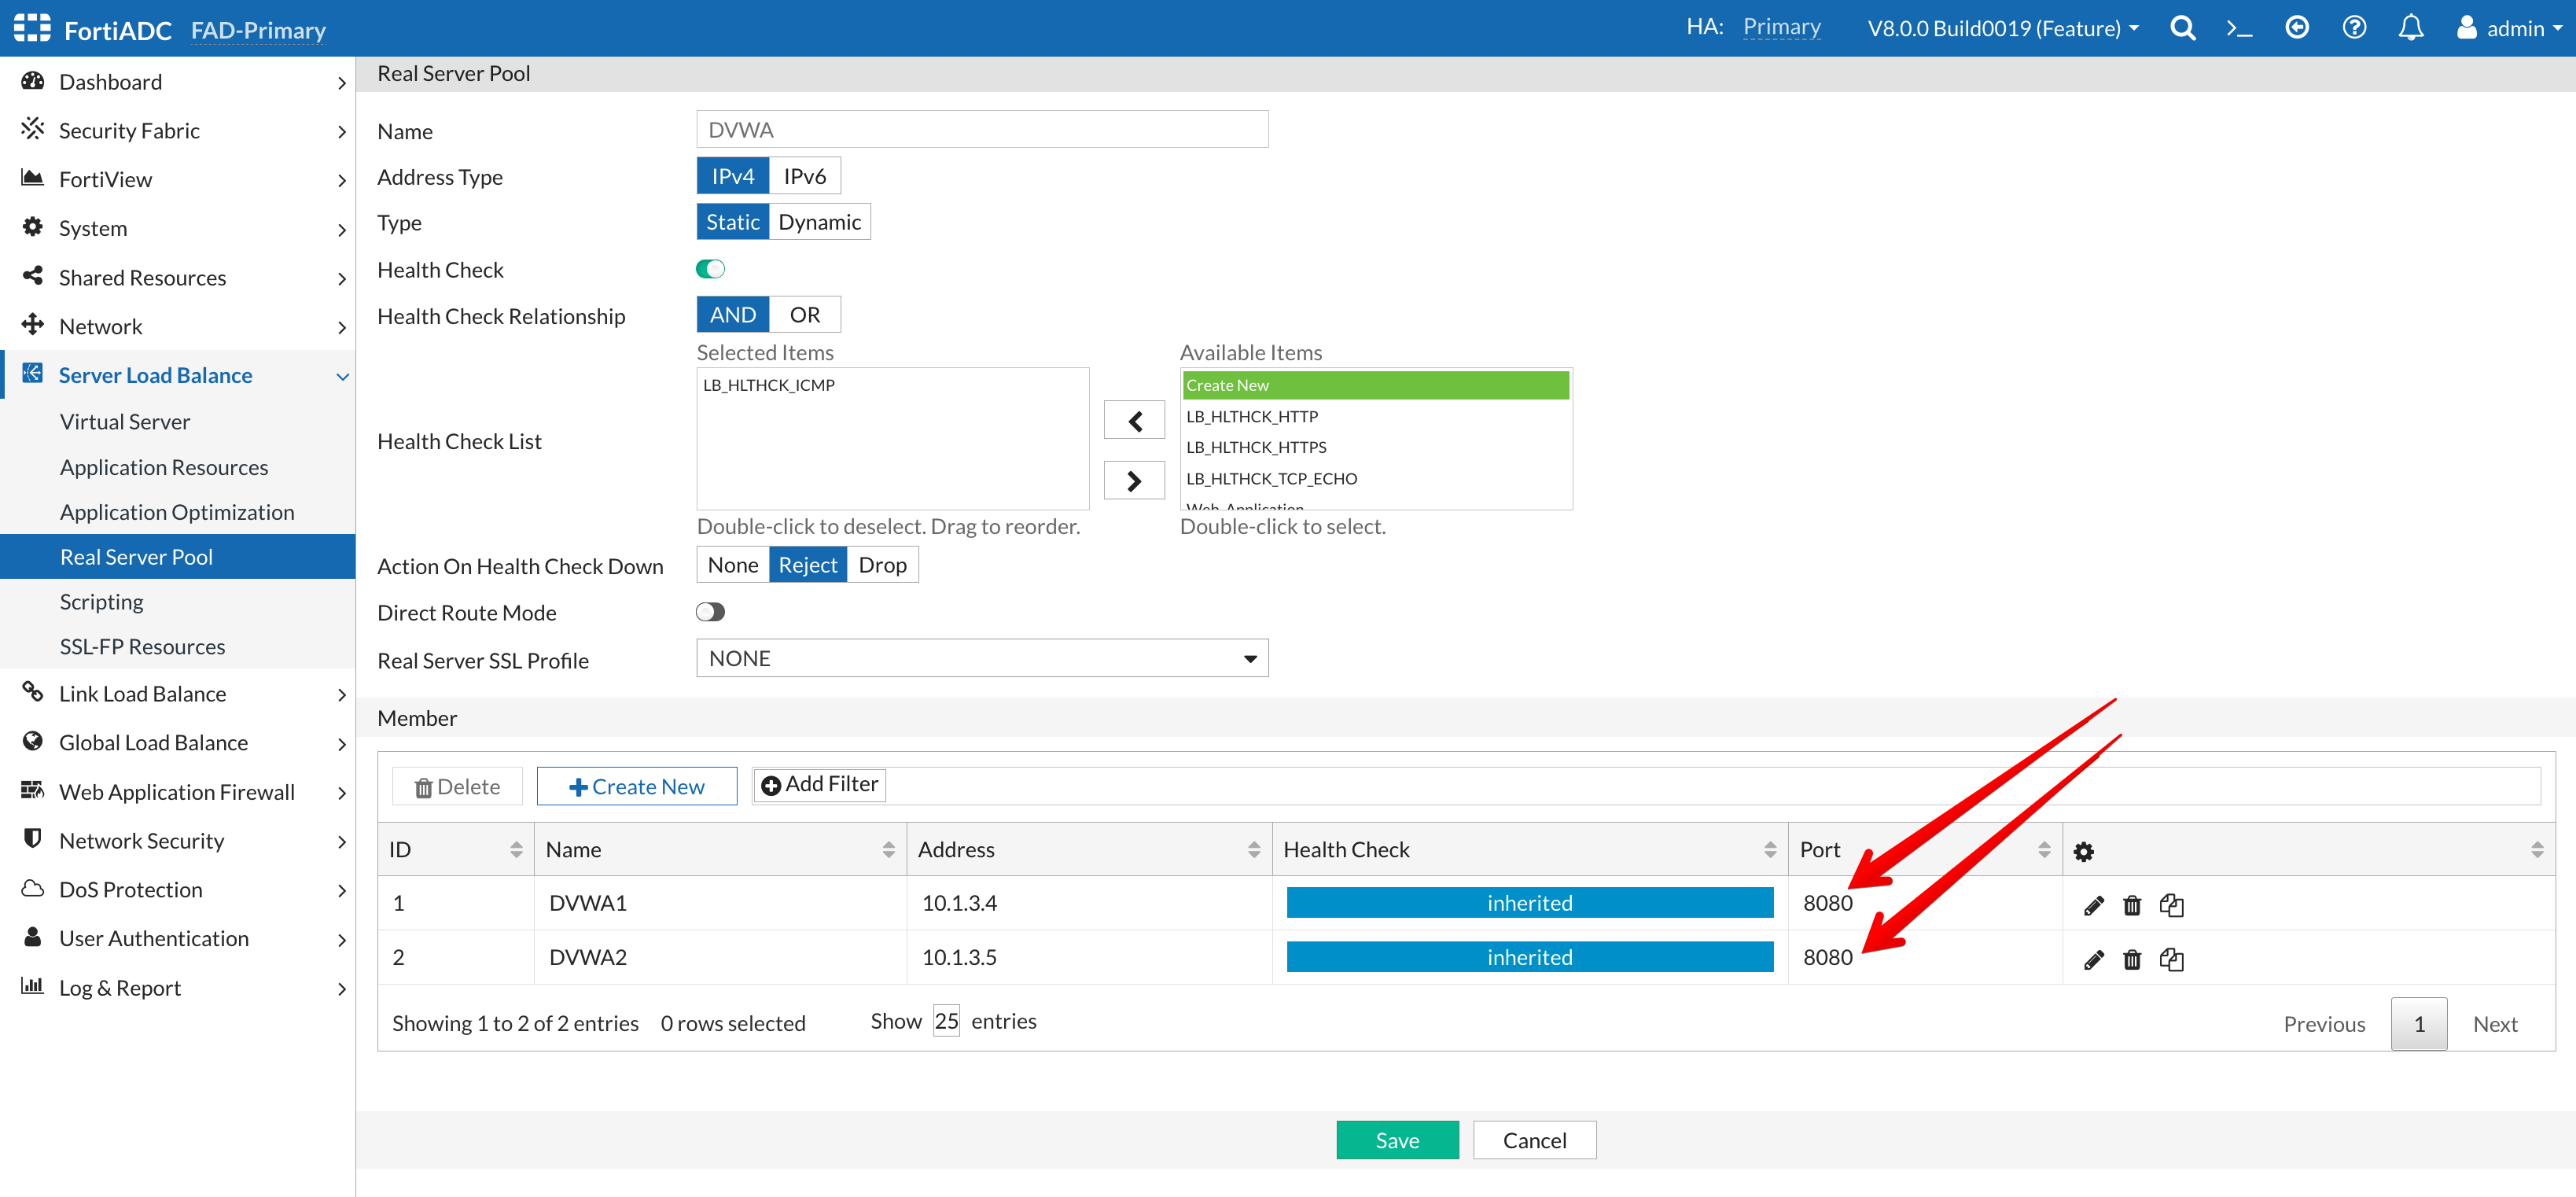 FortiADC FAD-Primary HA: Primary V8.0.0 Build0019 (Feature) admin
Dashboard
Security Fabric
FortiView
System
Shared Resources
Network
Server Load Balance
Virtual Server
Application Resources
Application Optimization
Real Server Pool
Scripting
SSL-FP Resources
Link Load Balance
Global Load Balance
Web Application Firewall
Network Security
DoS Protection
User Authentication
Log & Report
Real Server Pool
Name DVWA
Address Type IPv4 IPv6
Type Static Dynamic
Health Check
Health Check Relationship AND OR
Selected Items Available Items
Health Check List
LB_HLTHCK_ICMP
Create New
LB_HLTHCK_HTTP
LB_HLTHCK_HTTPS
LB_HLTHCK_TCP_ECHO
Web_Application
Double-click to deselect. Drag to reorder. Double-click to select.
Action On Health Check Down None Reject Drop
Direct Route Mode
Real Server SSL Profile NONE
Member
Delete Create New Add Filter
ID Name Address Health Check Port
1 DVWA1 10.1.3.4 inherited 8080
2 DVWA2 10.1.3.5 inherited 8080
Showing 1 to 2 of 2 entries 0 rows selected Show 25 entries Previous 1 Next
Save Cancel